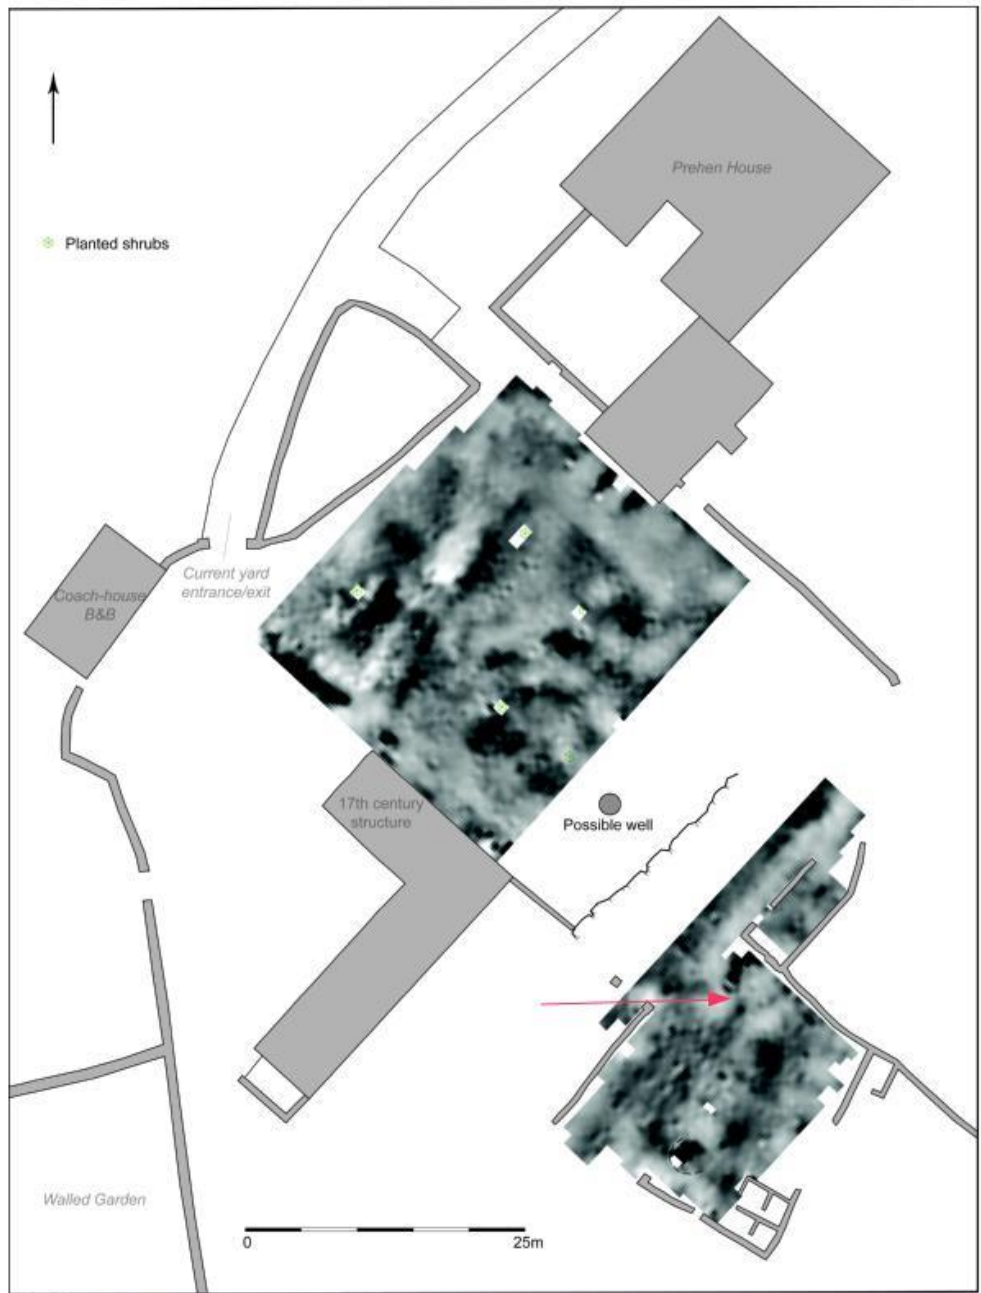 Prehen House
Planted shrubs
Current yard
entrance/exit
Coach-house
B&B
17th century
structure
Possible well
Walled Garden
0
25m